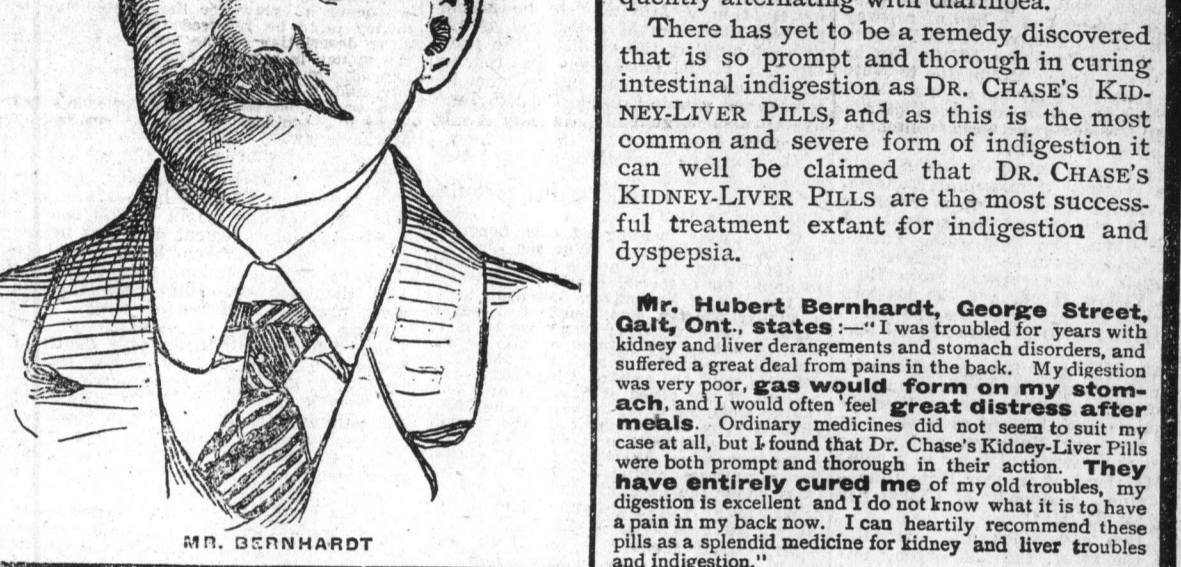 quently alternating with diarrhoea.
There has yet to be a remedy discovered
that is so prompt and thorough in curing
intestinal indigestion as DR. CHASE'S KID-
NEY-LIVER PILLS, and as this is the most
common and severe form of indigestion it
can well be claimed that DR. CHASE'S
KIDNEY-LIVER PILLS are the most success-
ful treatment extant for indigestion and
dyspepsia.
Mr. Hubert Bernhardt, George Street,
Galt, Ont., states :—"I was troubled for years with
kidney and liver derangements and stomach disorders, and
suffered a great deal from pains in the back. My digestion
was very poor, gas would form on my stom-
ach, and I would often feel great distress after
meals. Ordinary medicines did not seem to suit my
case at all, but I found that Dr. Chase's Kidney-Liver Pills
were both prompt and thorough in their action. They
have entirely cured me of my old troubles, my
digestion is excellent and I do not know what it is to have
a pain in my back now. I can heartily recommend these
pills as a splendid medicine for kidney and liver troubles
and indigestion."
MR. BERNHARDT